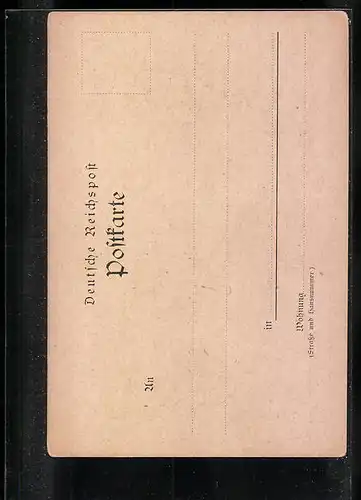 Deutſche Reichspoſt
Poſtkarte
An
in
Wohnung
(Straße und Hausnummer)